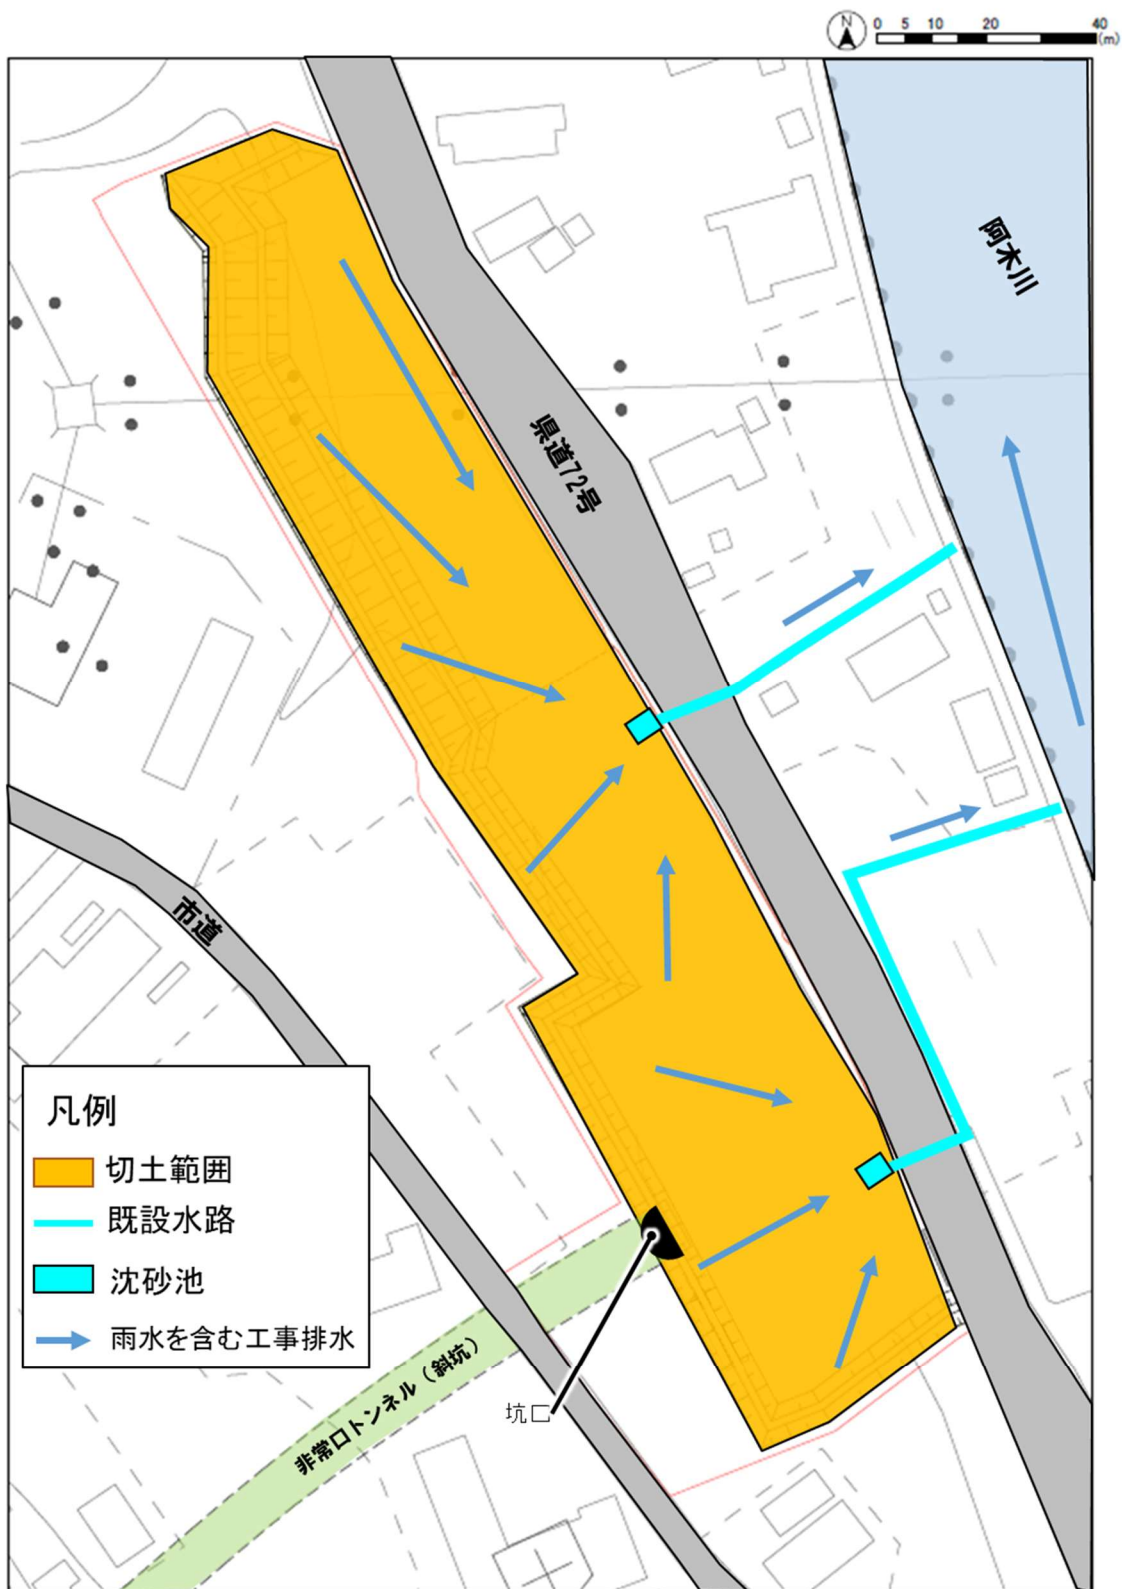 N
0 5 10 20 40
(m)
阿木川
県道72号
市道
凡例
切土範囲
既設水路
沈砂池
雨水を含む工事排水
非常口トンネル（斜坑）
坑口